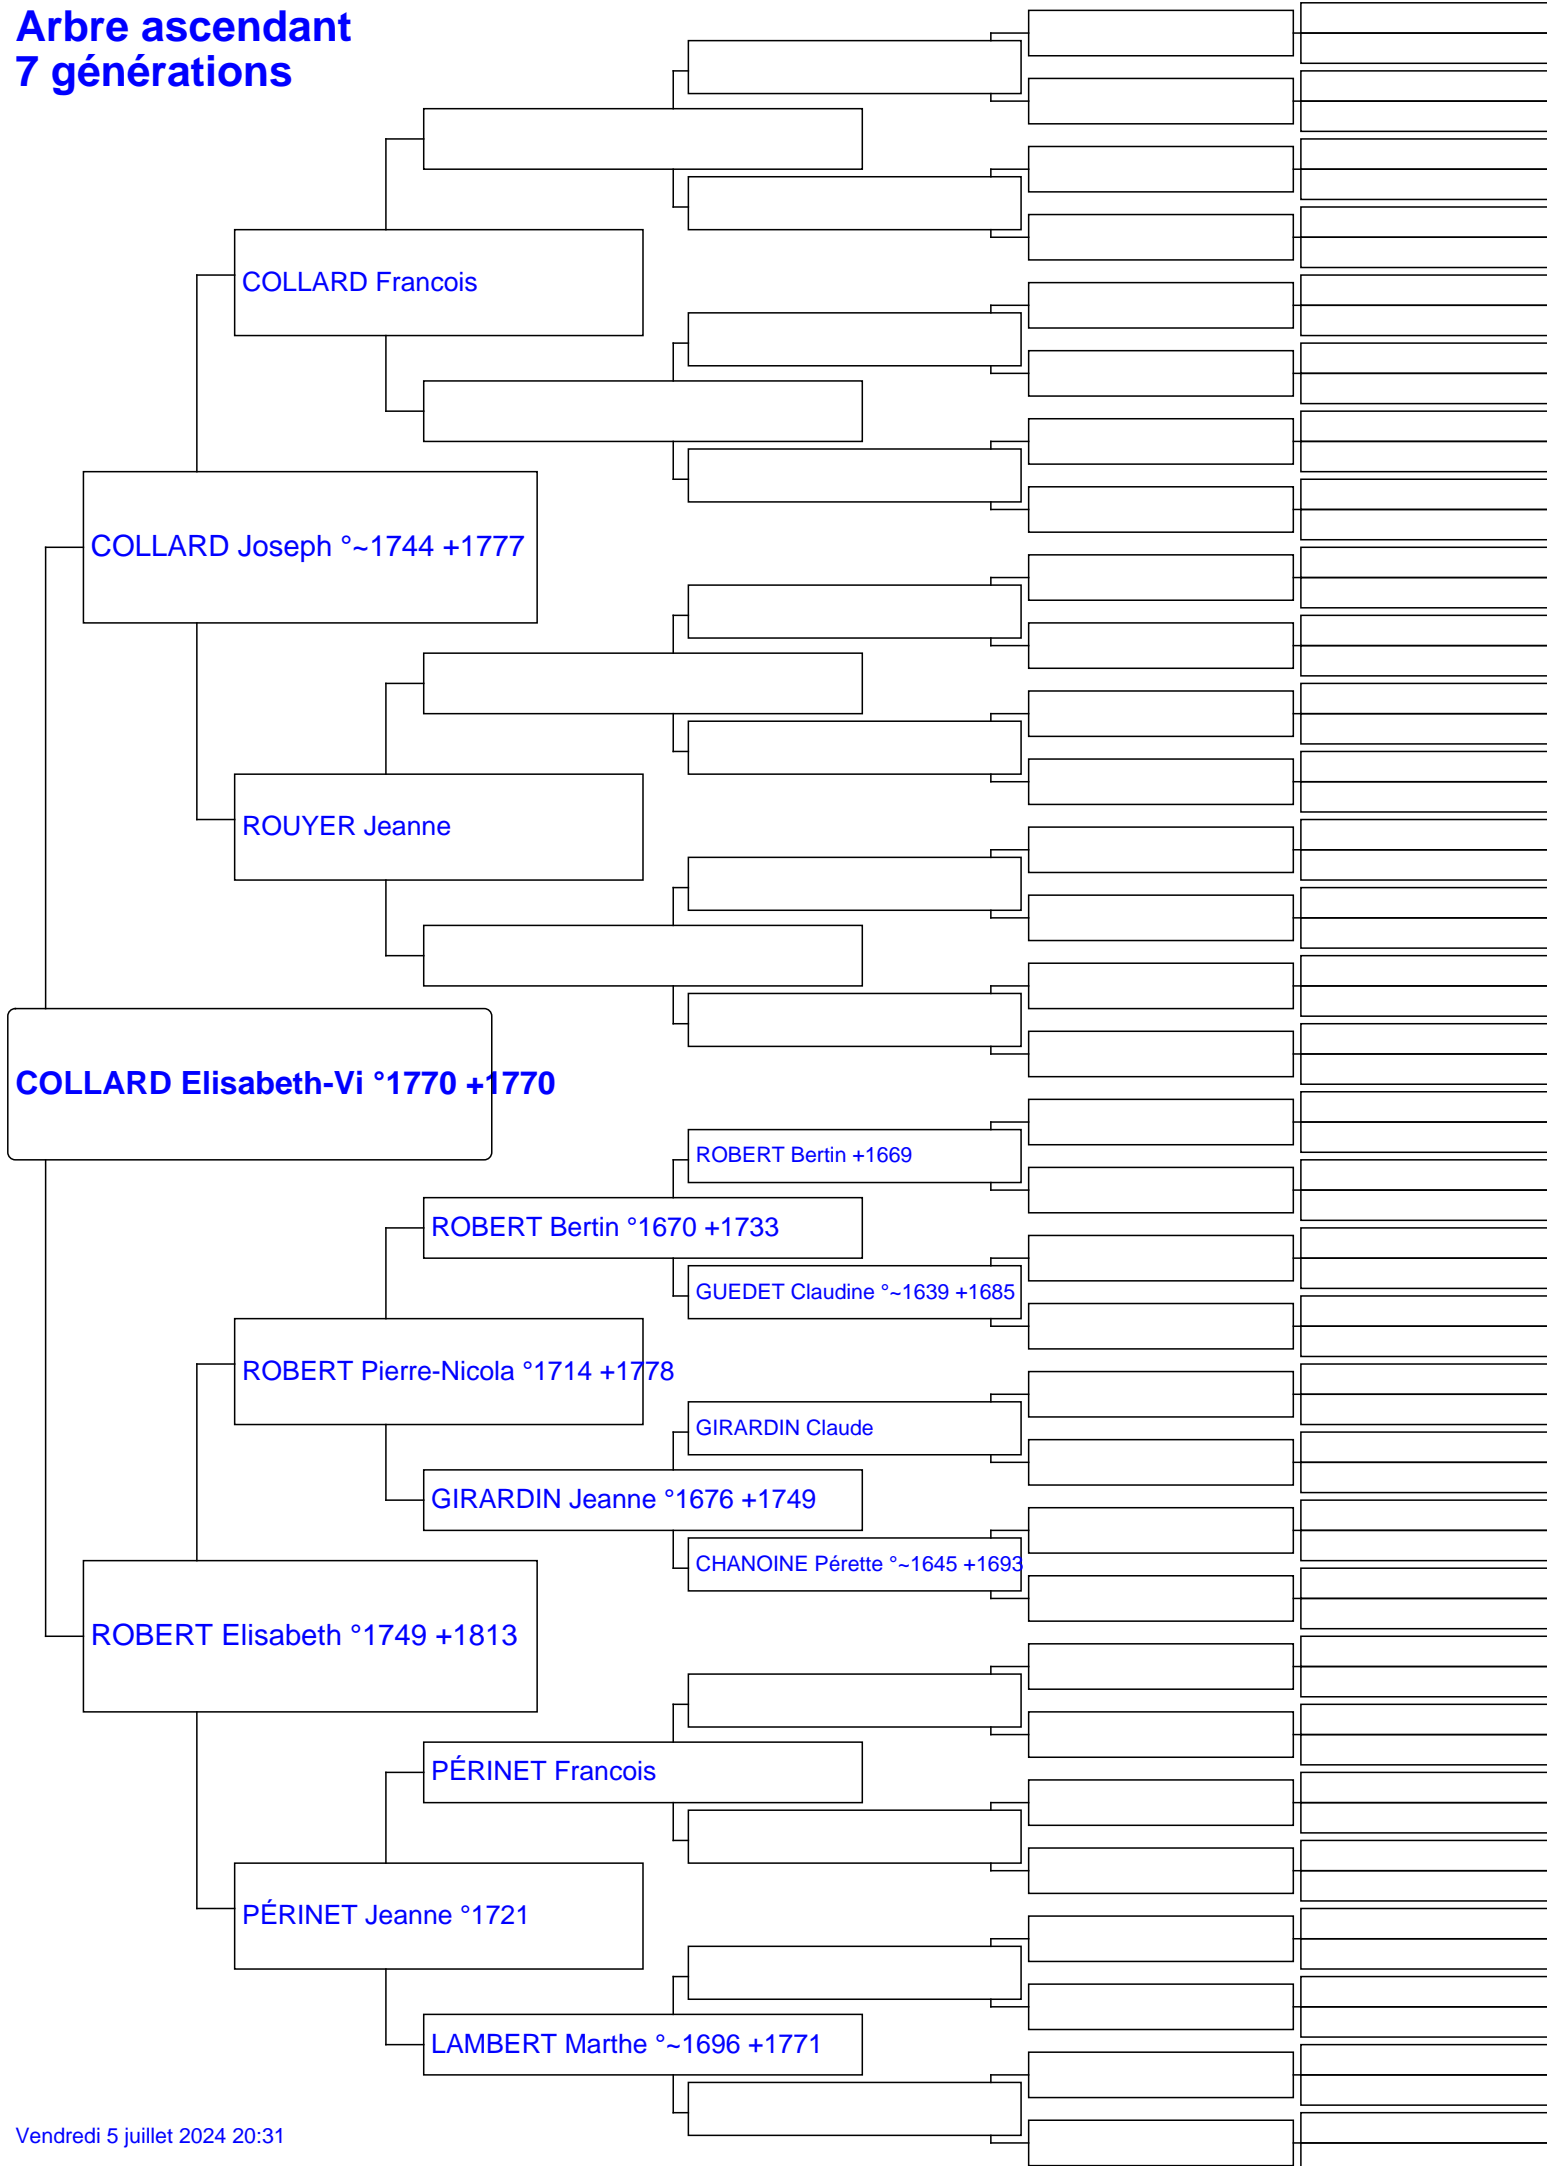 Arbre ascendant
7 générations
COLLARD Francois
COLLARD Joseph °~1744 +1777
ROUYER Jeanne
COLLARD Elisabeth-Vi °1770 +1770
ROBERT Bertin +1669
ROBERT Bertin °1670 +1733
GUEDET Claudine °~1639 +1685
ROBERT Pierre-Nicola °1714 +1778
GIRARDIN Claude
GIRARDIN Jeanne °1676 +1749
CHANOINE Pérette °~1645 +1693
ROBERT Elisabeth °1749 +1813
PÉRINET Francois
PÉRINET Jeanne °1721
LAMBERT Marthe °~1696 +1771
Vendredi 5 juillet 2024 20:31